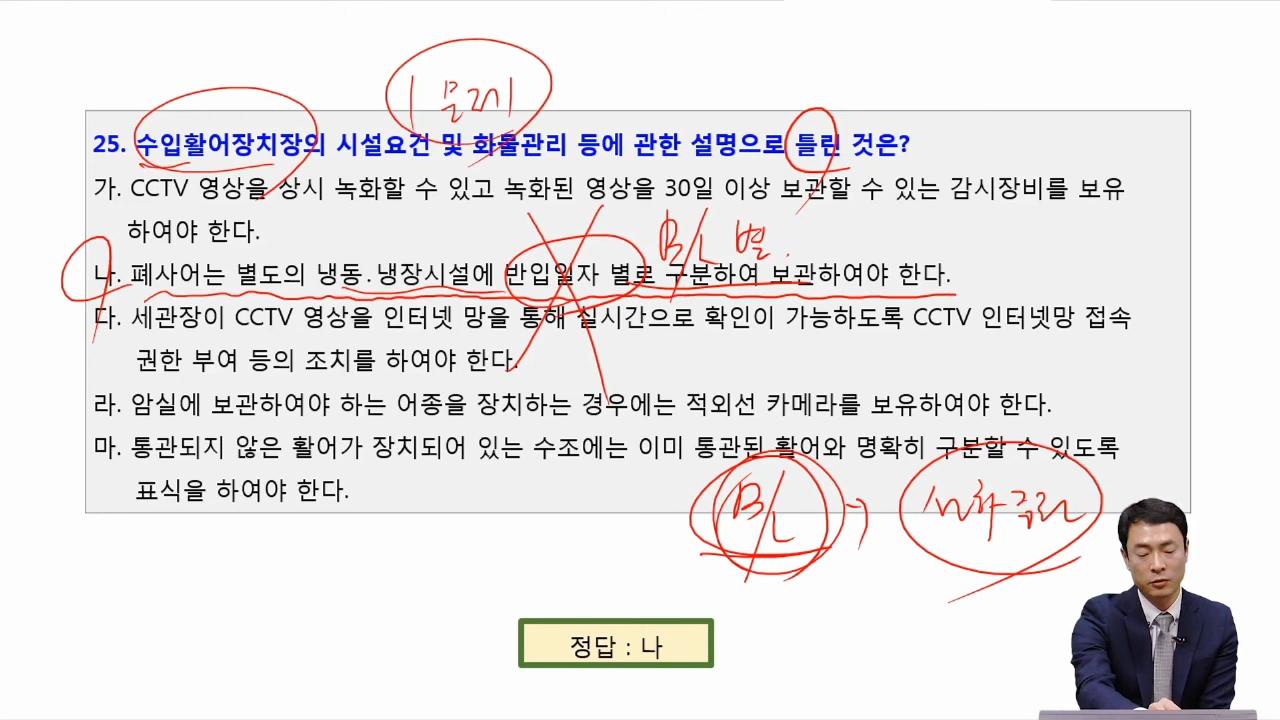 1 문제
25. 수입활어장치장의 시설요건 및 화물관리 등에 관한 설명으로 틀린 것은?
가. CCTV 영상을 상시 녹화할 수 있고 녹화된 영상을 30일 이상 보관할 수 있는 감시장비를 보유
하여야 한다.
B/L 별.
나. 폐사어는 별도의 냉동.냉장시설에 반입일자 별로 구분하여 보관하여야 한다.
다. 세관장이 CCTV 영상을 인터넷 망을 통해 실시간으로 확인이 가능하도록 CCTV 인터넷망 접속
권한 부여 등의 조치를 하여야 한다.
라. 암실에 보관하여야 하는 어종을 장치하는 경우에는 적외선 카메라를 보유하여야 한다.
마. 통관되지 않은 활어가 장치되어 있는 수조에는 이미 통관된 활어와 명확히 구분할 수 있도록
표식을 하여야 한다.
B/L →
정답 : 나